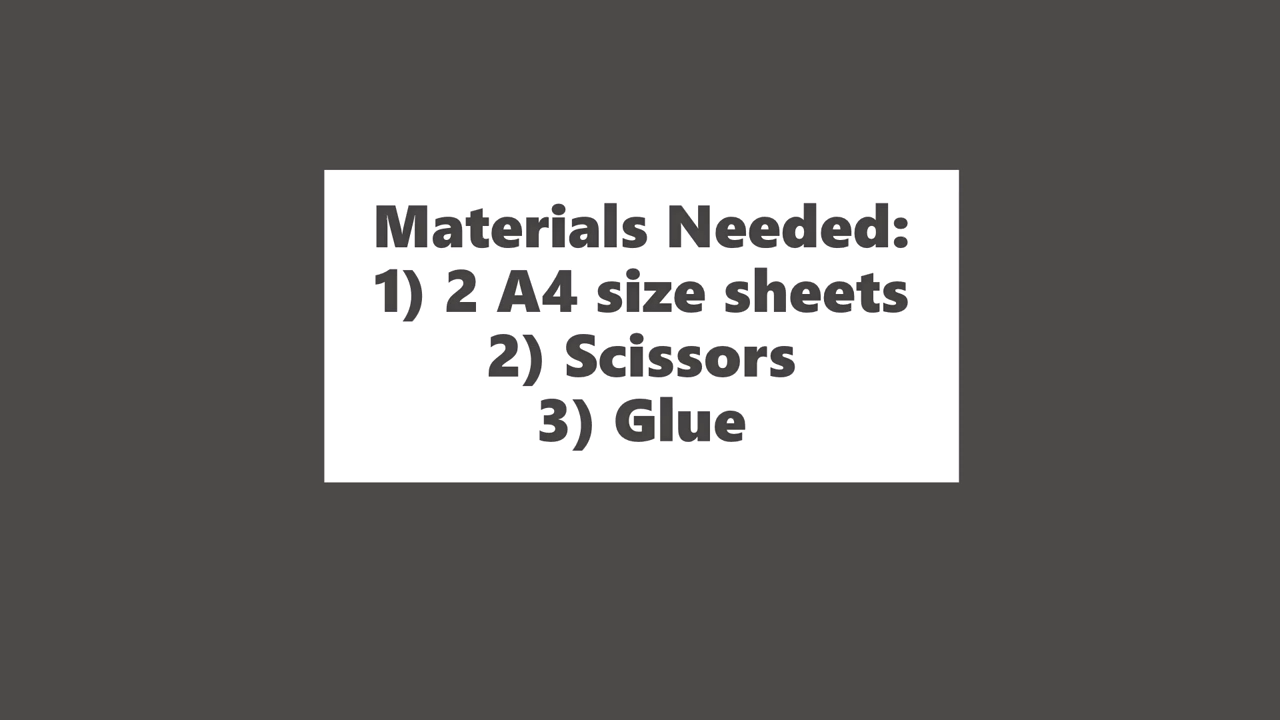 Materials Needed:
1) 2 A4 size sheets
2) Scissors
3) Glue